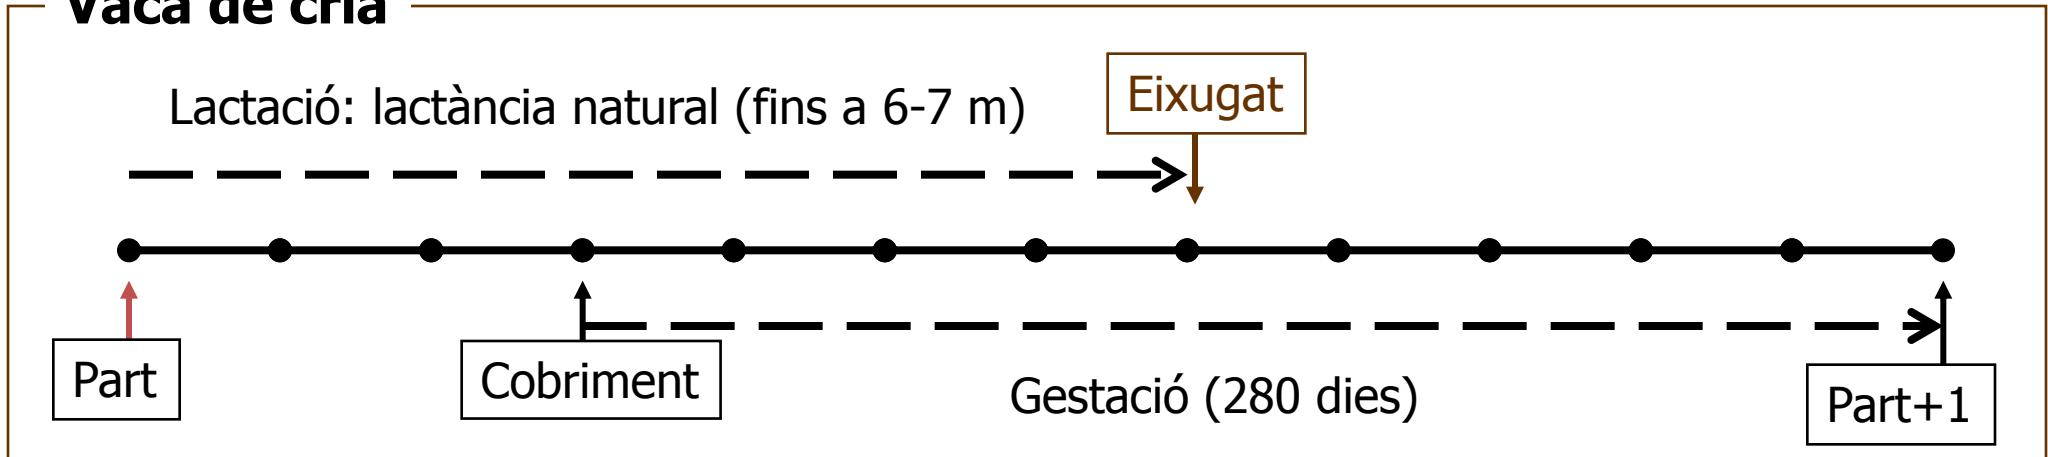 Vaca de cria
Lactació: lactància natural (fins a 6-7 m)
Eixugat
Part
Cobriment
Gestació (280 dies)
Part+1